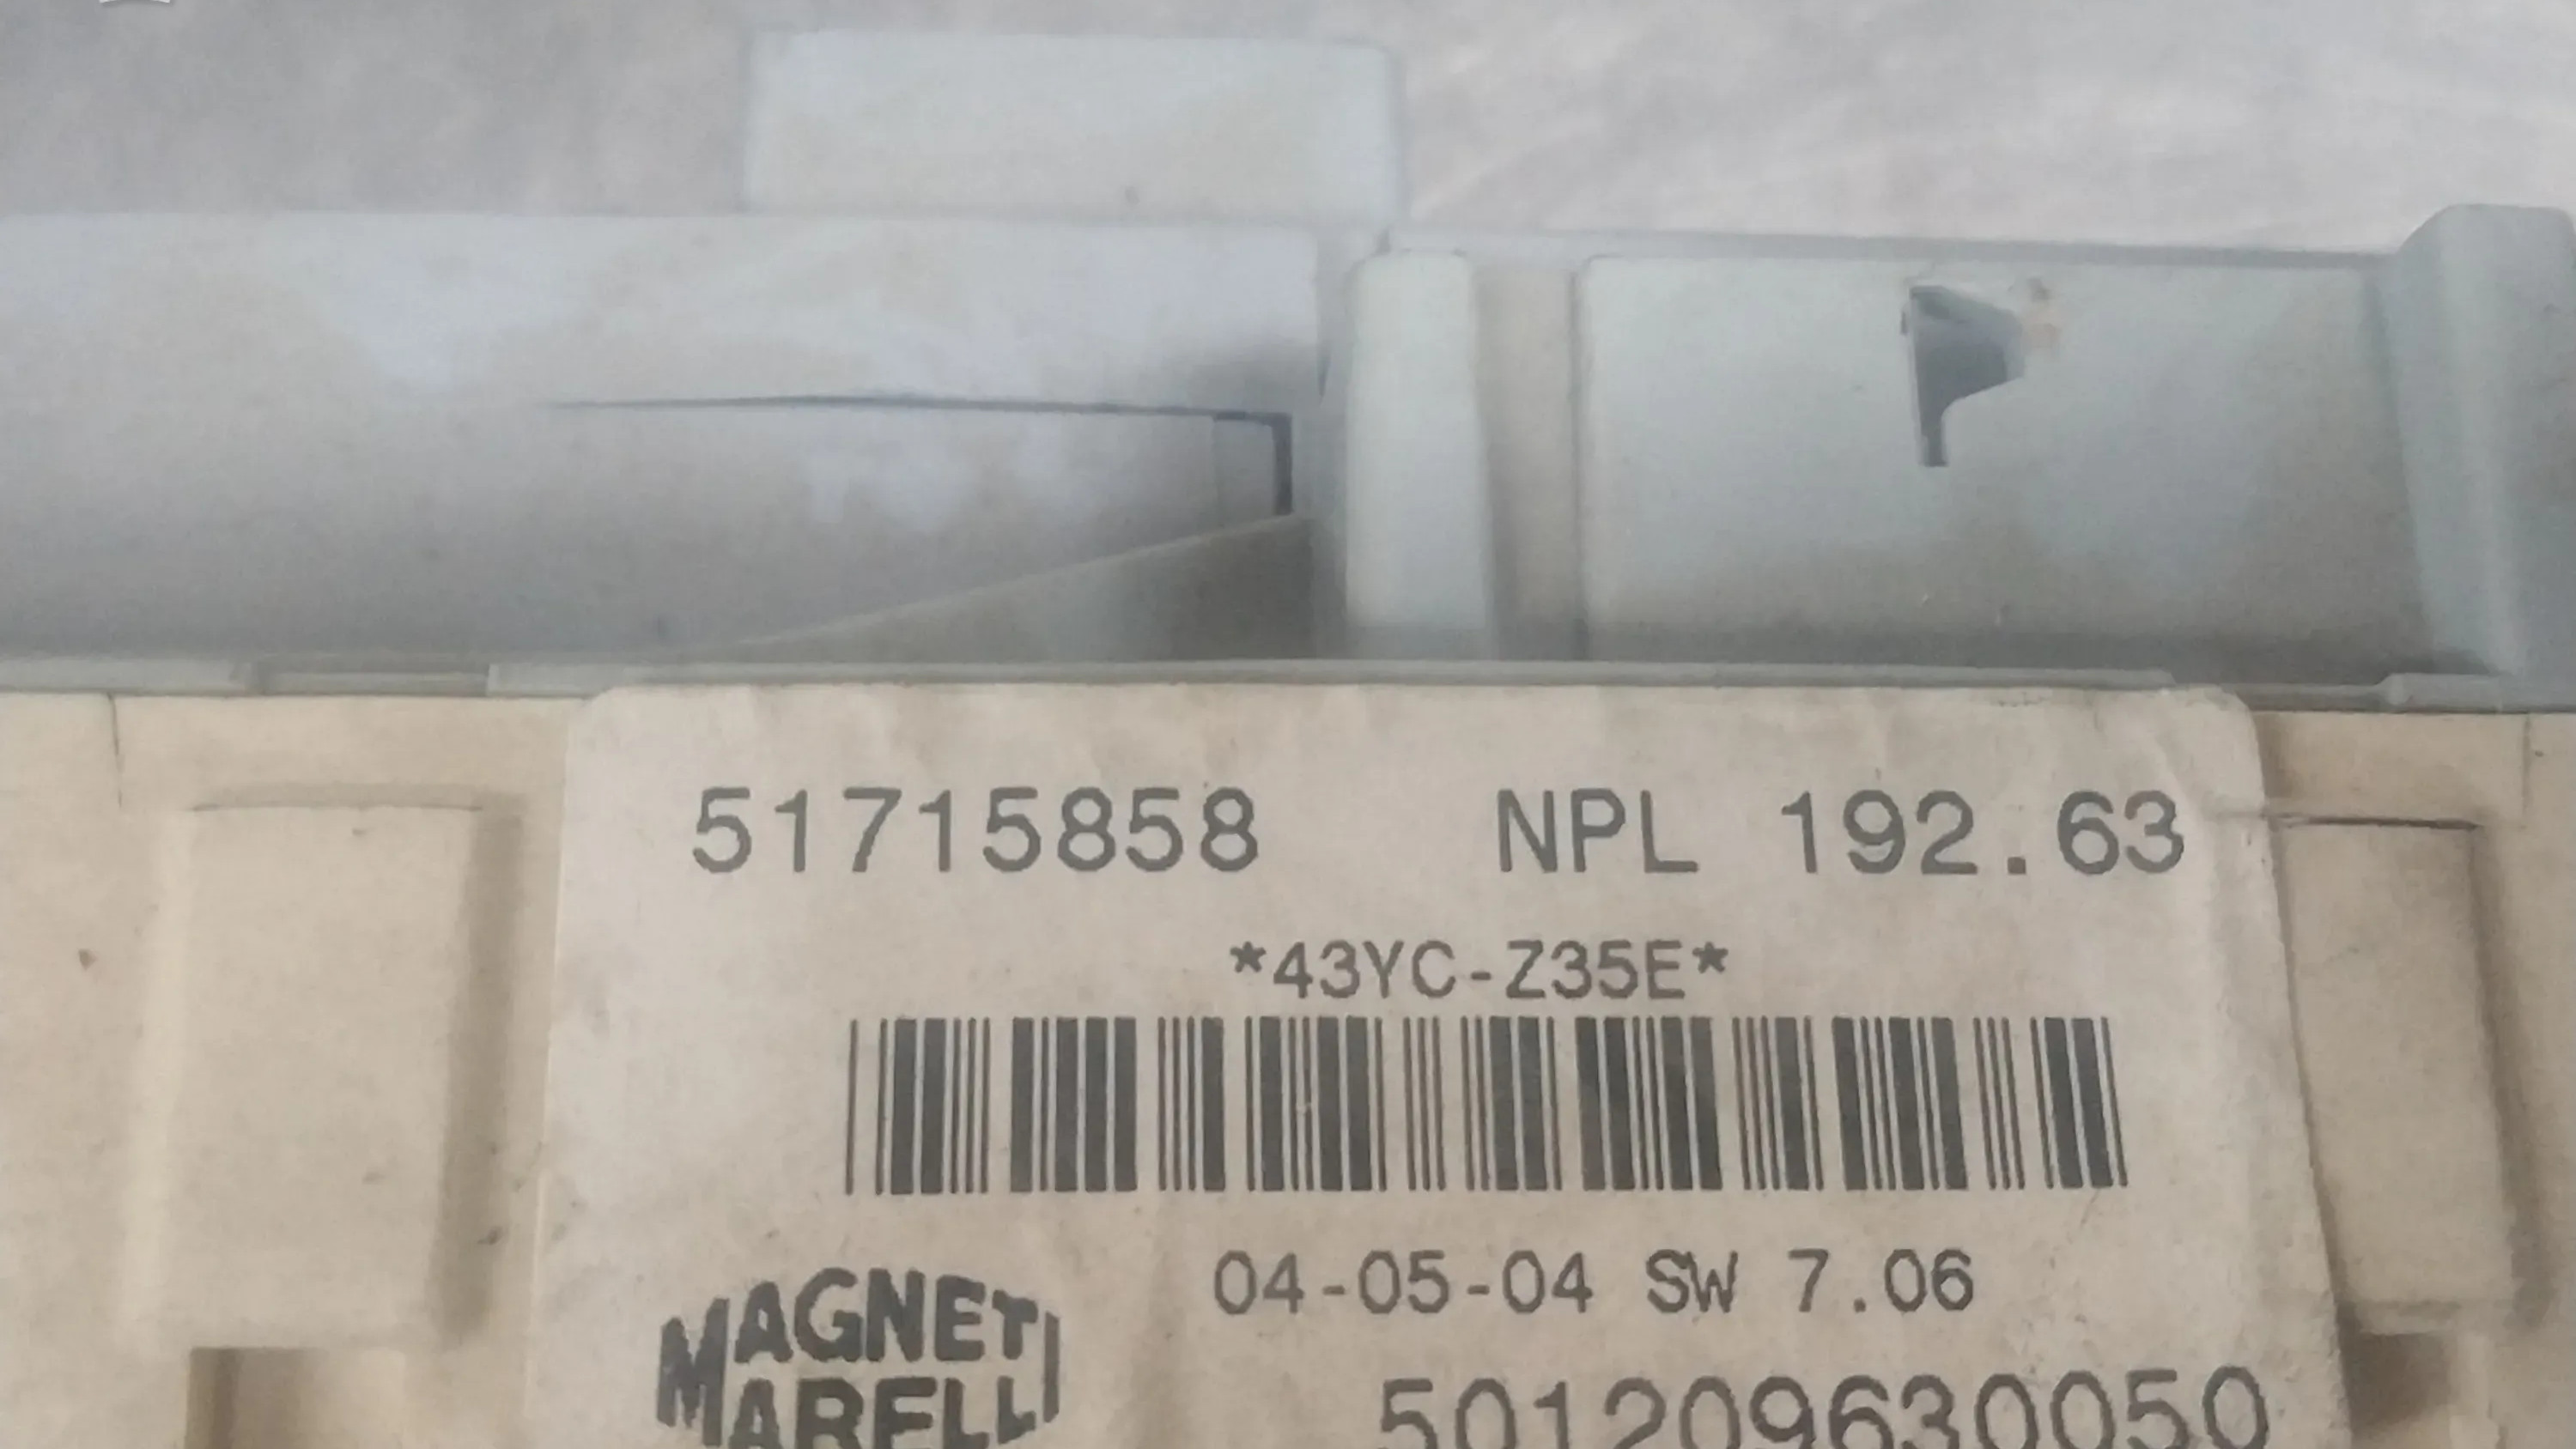 51715858 NPL 192.63
*43YC-Z35E*
04-05-04 SW 7.06
MAGNETI
MARELLI
501209630050